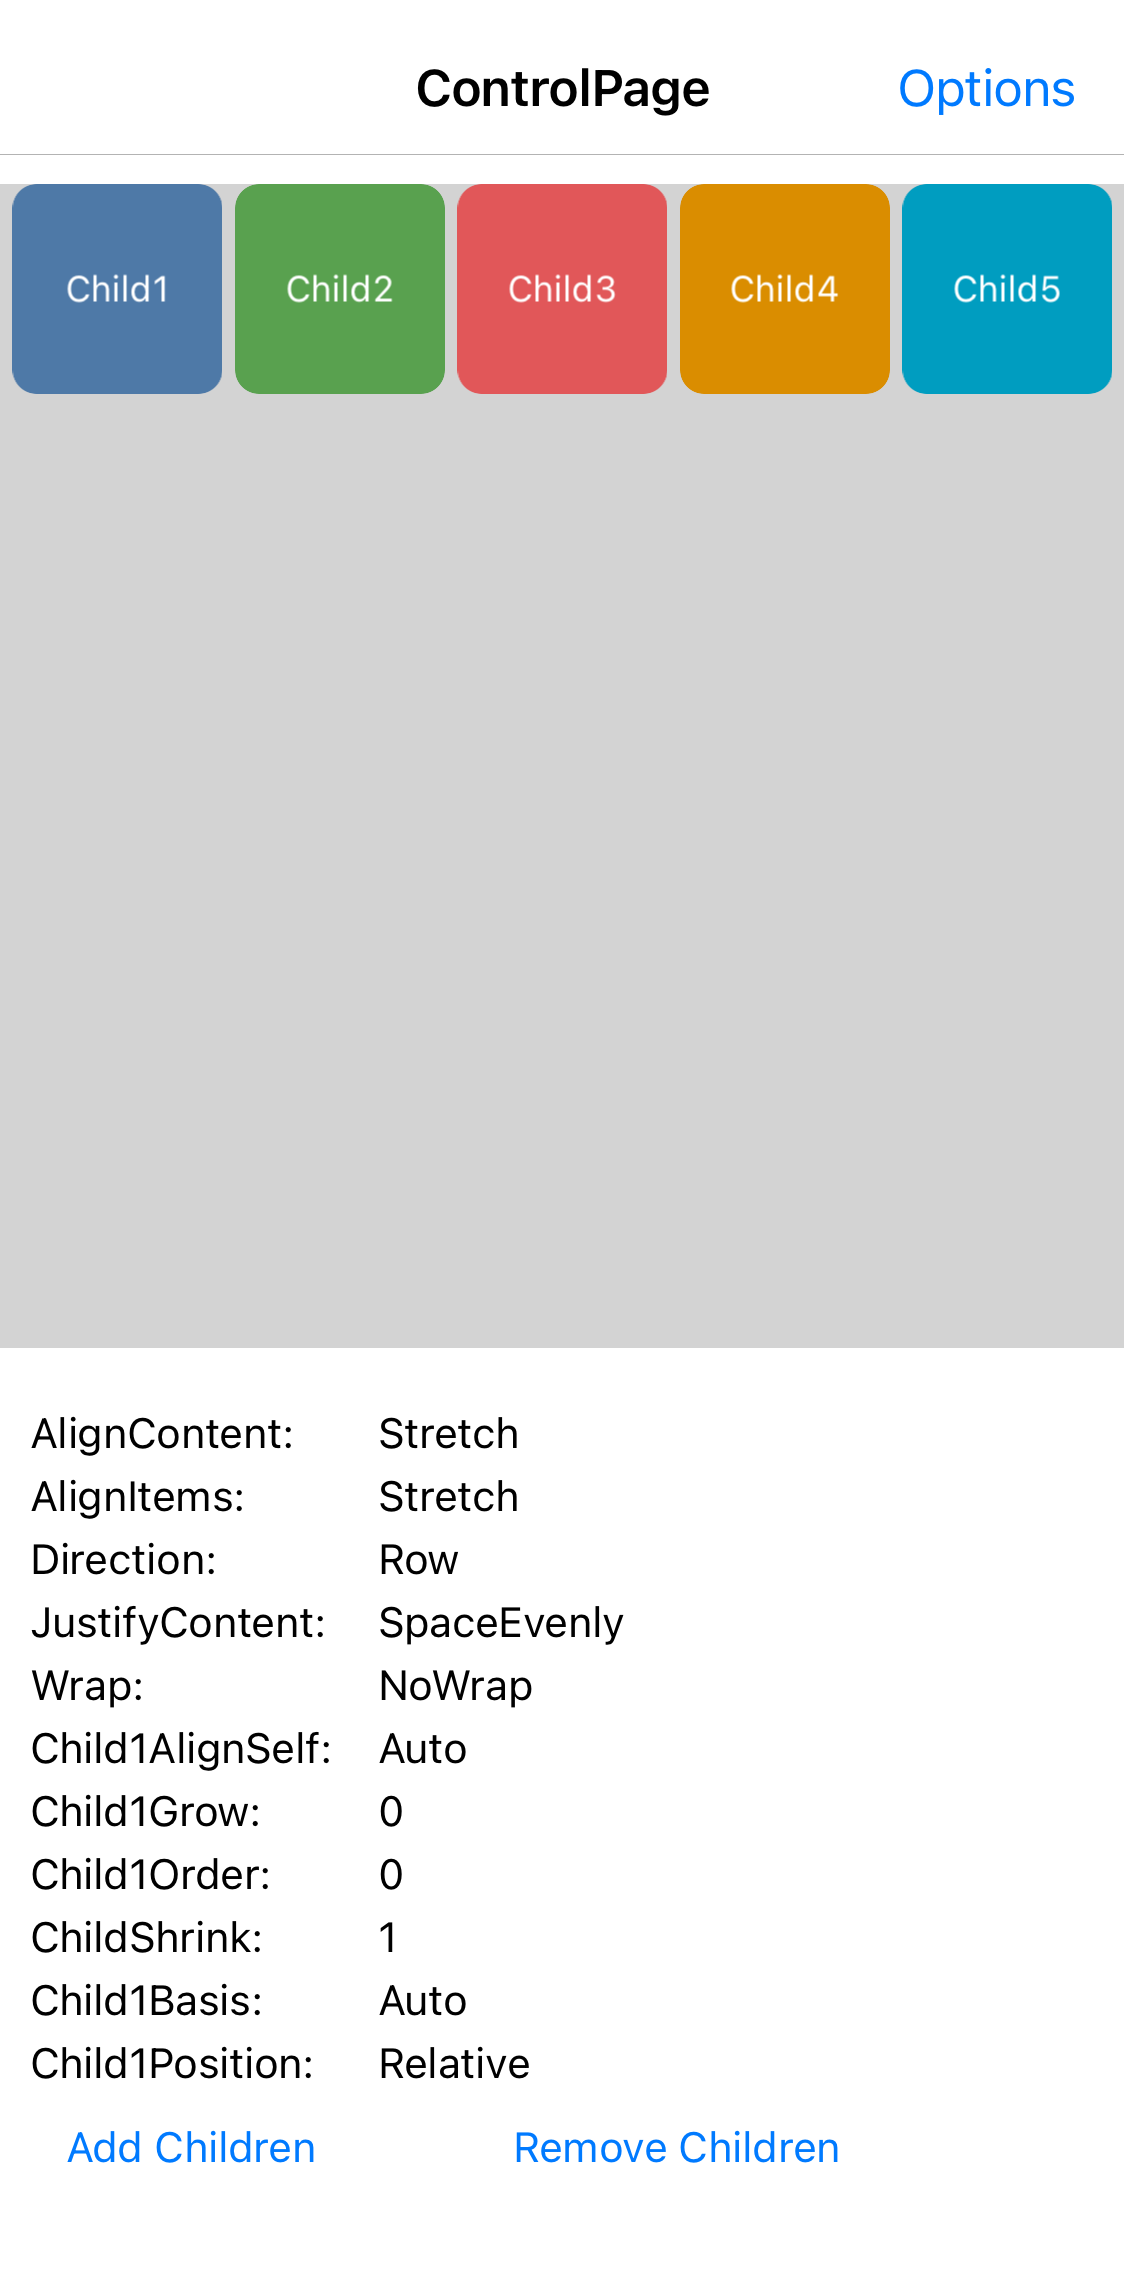 ControlPage Options
Child1 Child2 Child3 Child4 Child5
AlignContent: Stretch
AlignItems: Stretch
Direction: Row
JustifyContent: SpaceEvenly
Wrap: NoWrap
Child1AlignSelf: Auto
Child1Grow: 0
Child1Order: 0
ChildShrink: 1
Child1Basis: Auto
Child1Position: Relative
Add Children Remove Children